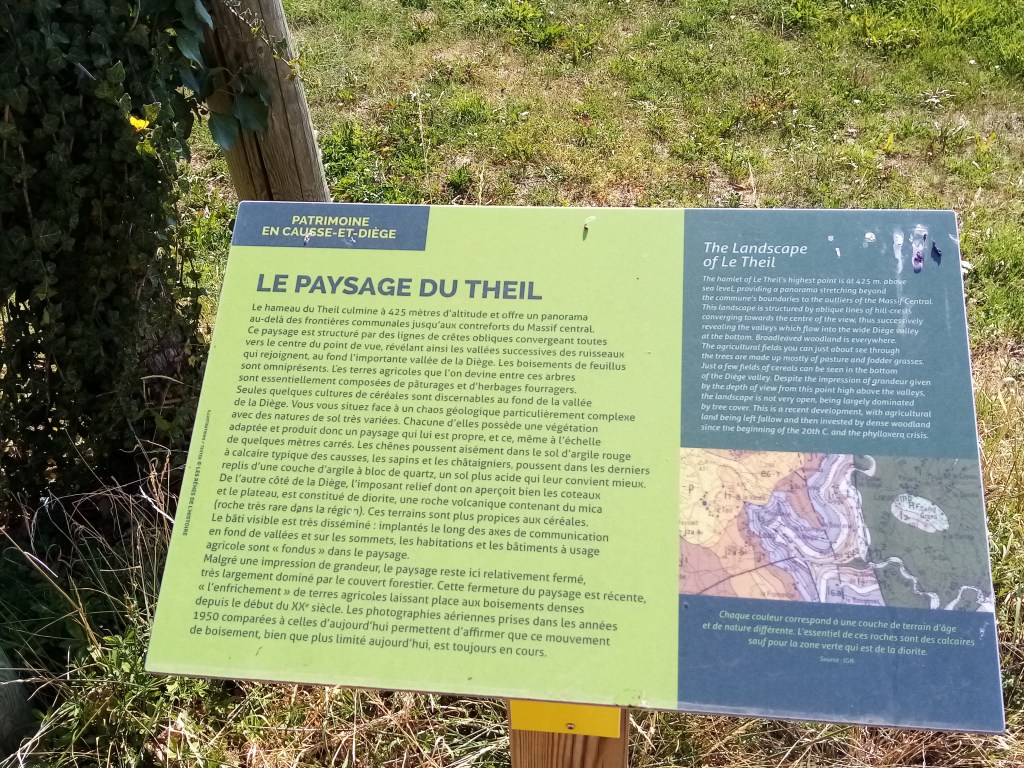 PATRIMOINE
EN CAUSSE-ET-DIÈGE
LE PAYSAGE DU THEIL
Le hameau du Theil culmine à 425 mètres d'altitude et offre un panorama
au-delà des frontières communales jusqu'aux contreforts du Massif central.
Ce paysage est structuré par des lignes de crêtes obliques convergeant toutes
vers le centre du point de vue, révélant ainsi les vallées successives des ruisseaux
qui rejoignent, au fond l'importante vallée de la Diège. Les boisements de feuillus
sont omniprésents. Les terres agricoles que l'on devine entre ces arbres
sont essentiellement composées de pâturages et d'herbages fourragers.
Seules quelques cultures de céréales sont discernables au fond de la vallée
de la Diège. Vous vous situez face à un chaos géologique particulièrement complexe
avec des natures de sol très variées. Chacune d'elles possède une végétation
adaptée et produit donc un paysage qui lui est propre, et ce, même à l'échelle
de quelques mètres carrés. Les chênes poussent aisément dans le sol d'argile rouge
à calcaire typique des causses, les sapins et les châtaigniers, poussent dans les derniers
replis d'une couche d'argile à bloc de quartz, un sol plus acide qui leur convient mieux.
De l'autre côté de la Diège, l'imposant relief dont on aperçoit bien les coteaux
et le plateau, est constitué de diorite, une roche volcanique contenant du mica
(roche très rare dans la région). Ces terrains sont plus propices aux céréales.
Le bâti visible est très disséminé : implantés le long des axes de communication
en fond de vallées et sur les sommets, les habitations et les bâtiments à usage
agricole sont « fondus » dans le paysage.
Malgré une impression de grandeur, le paysage reste ici relativement fermé,
très largement dominé par le couvert forestier. Cette fermeture du paysage est récente,
« l'enfrichement » de terres agricoles laissant place aux boisements denses
depuis le début du XXe siècle. Les photographies aériennes prises dans les années
1950 comparées à celles d'aujourd'hui permettent d'affirmer que ce mouvement
de boisement, bien que plus limité aujourd'hui, est toujours en cours.
The Landscape
of Le Theil
The hamlet of Le Theil's highest point is at 425 m. above
sea level, providing a panorama stretching beyond
the commune's boundaries to the outliers of the Massif Central.
This landscape is structured by oblique lines of hill-crests
converging towards the centre of the view, thus successively
revealing the valleys which flow into the wide Diège valley
at the bottom. Broadleaved woodland is everywhere.
The agricultural fields you can just about see through
the trees are made up mostly of pasture and fodder grasses.
Just a few fields of cereals can be seen in the bottom
of the Diège valley. Despite the impression of grandeur given
by the depth of view from this point high above the valleys,
the landscape is not very open, being largely dominated
by tree cover. This is a recent development, with agricultural
land being left fallow and then invested by dense woodland
since the beginning of the 20th C. and the phylloxera crisis.
Chaque couleur correspond à une couche de terrain d'âge
et de nature différente. L'essentiel de ces roches sont des calcaires
sauf pour la zone verte qui est de la diorite.
Source : IGN